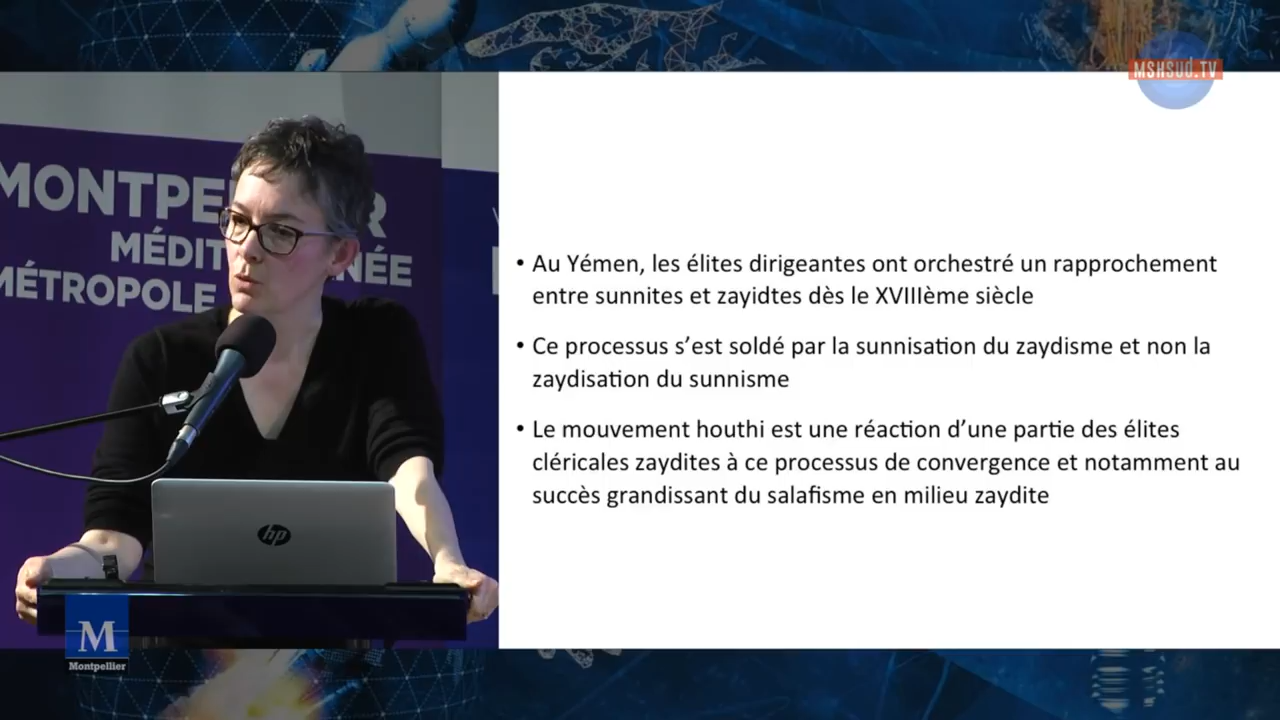 MSHSUD.TV
MONTPE R
MÉDIT NÉE
MÉTROPOLE
• Au Yémen, les élites dirigeantes ont orchestré un rapprochement
entre sunnites et zayidtes dès le XVIIIème siècle
• Ce processus s’est soldé par la sunnisation du zaydisme et non la
zaydisation du sunnisme
• Le mouvement houthi est une réaction d’une partie des élites
cléricales zaydites à ce processus de convergence et notamment au
succès grandissant du salafisme en milieu zaydite
hp
M
Montpellier